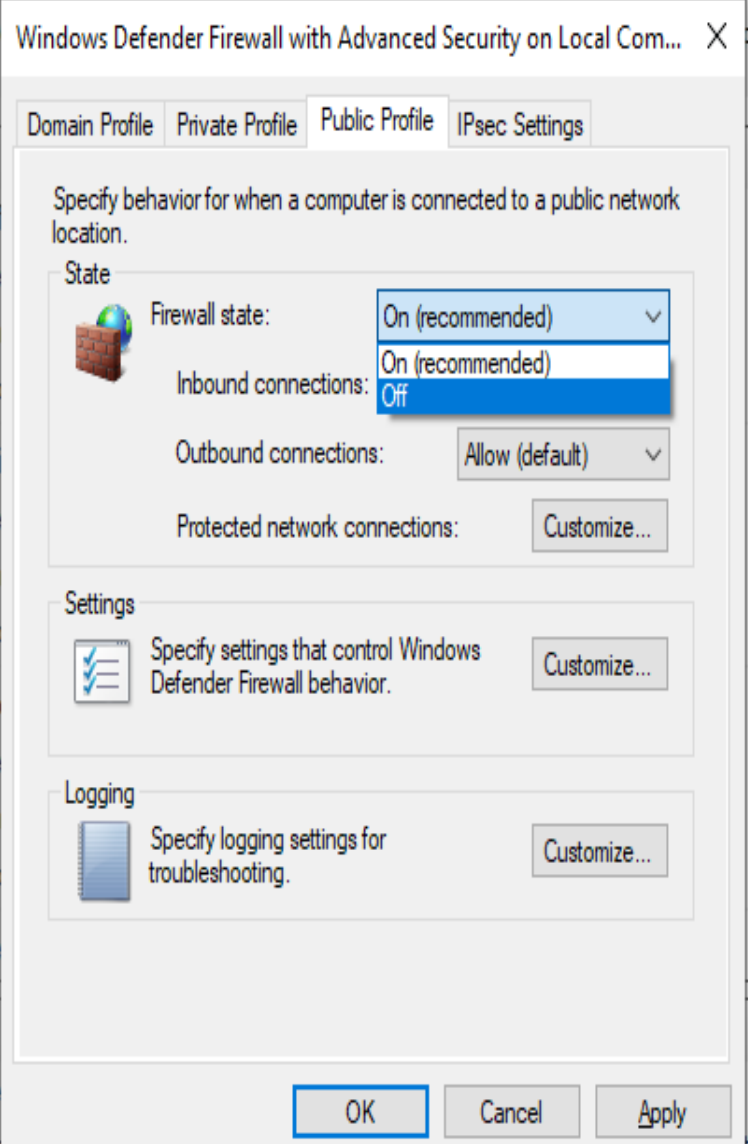 Windows Defender Firewall with Advanced Security on Local Com...
Domain Profile Private Profile Public Profile IPsec Settings
Specify behavior for when a computer is connected to a public network
location.
State
Firewall state: On (recommended)
On (recommended)
Inbound connections: Off
Outbound connections: Allow (default)
Protected network connections: Customize...
Settings
Specify settings that control Windows
Defender Firewall behavior.
Customize...
Logging
Specify logging settings for
troubleshooting.
Customize...
OK Cancel Apply